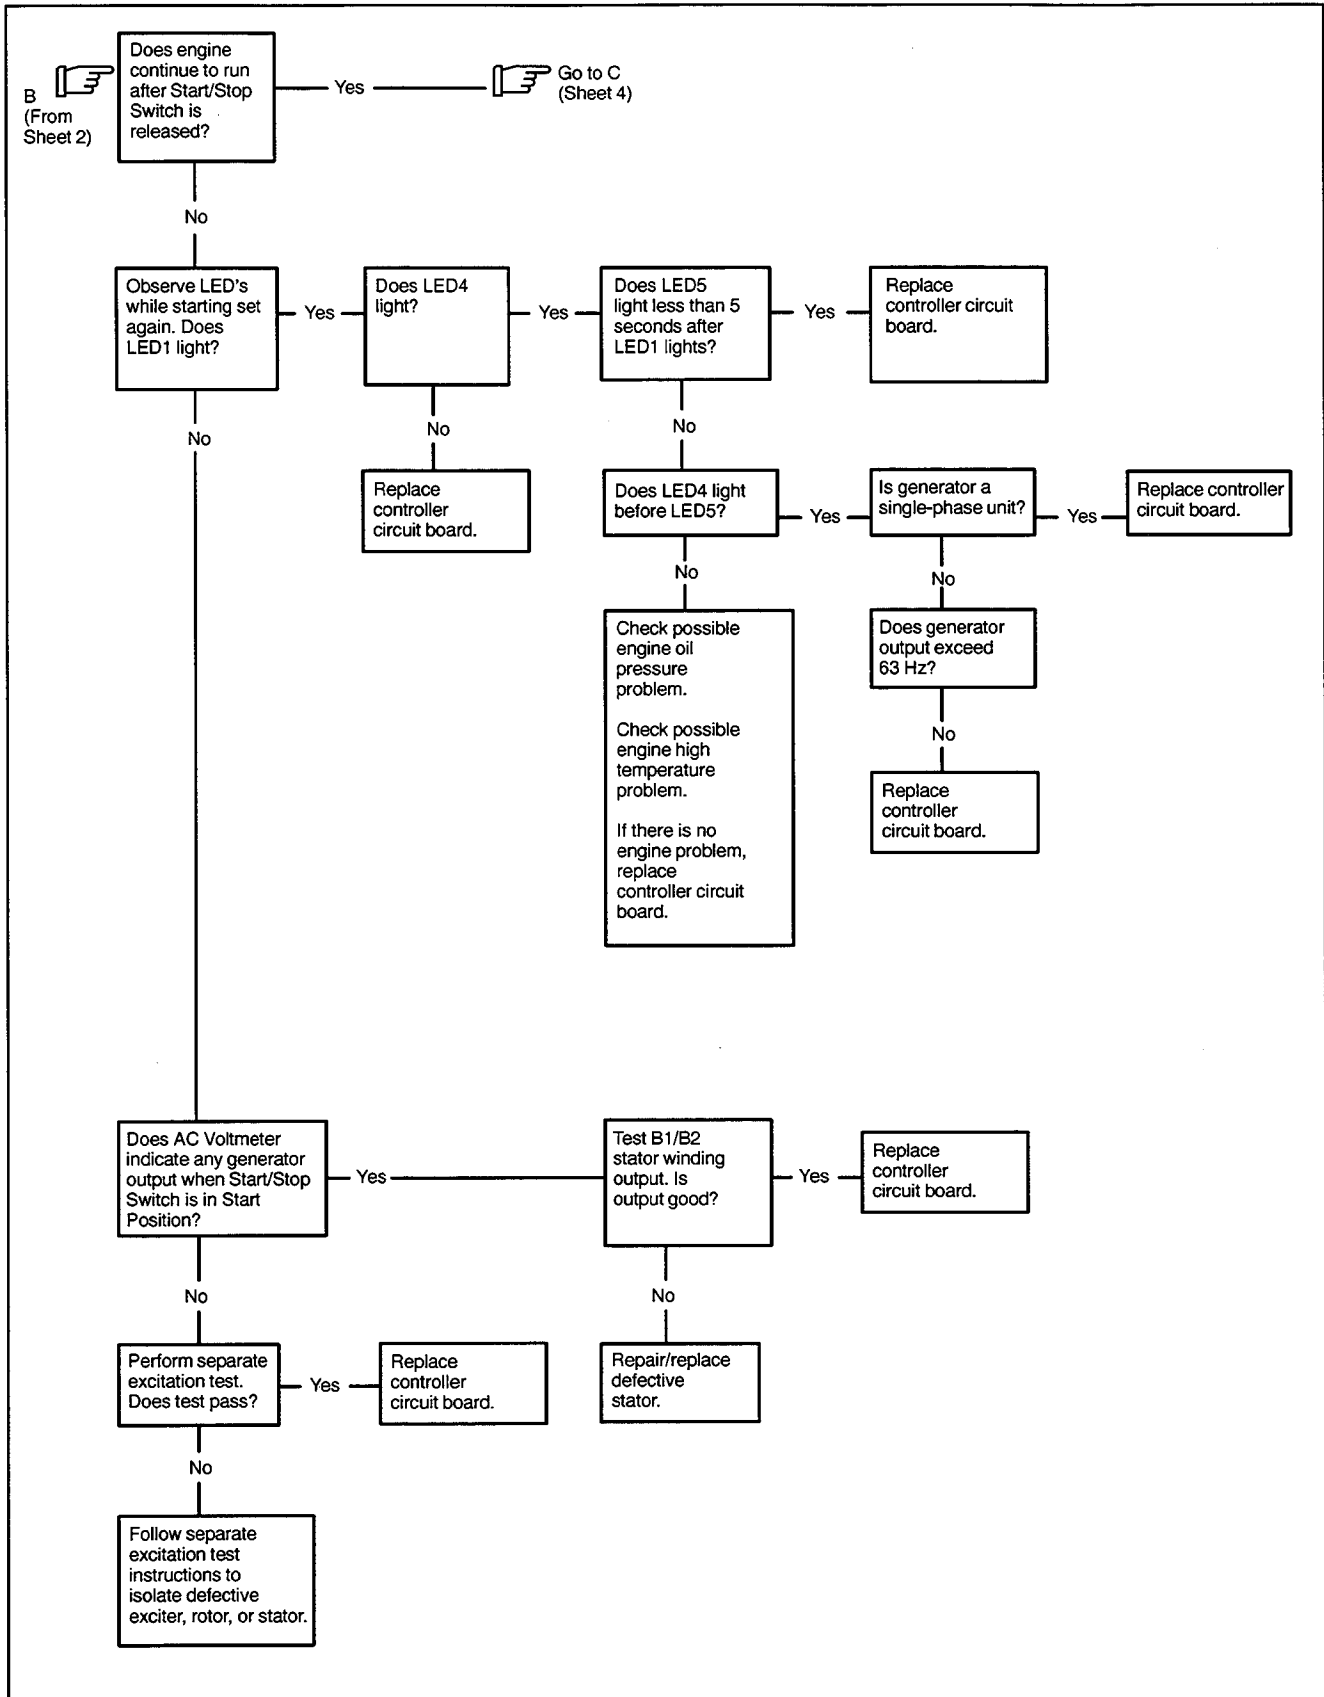 B
(From
Sheet 2)
Does engine
continue to run
after Start/Stop
Switch is
released?
Yes
Go to C
(Sheet 4)
No
Observe LED's
while starting set
again. Does
LED1 light?
Yes
Does LED4
light?
Yes
Does LED5
light less than 5
seconds after
LED1 lights?
Yes
Replace
controller circuit
board.
No
No
No
Replace
controller
circuit board.
Does LED4 light
before LED5?
Yes
Is generator a
single-phase unit?
Yes
Replace controller
circuit board.
No
No
Check possible
engine oil
pressure
problem.
Check possible
engine high
temperature
problem.
If there is no
engine problem,
replace
controller circuit
board.
Does generator
output exceed
63 Hz?
No
Replace
controller
circuit board.
Does AC Voltmeter
indicate any generator
output when Start/Stop
Switch is in Start
Position?
Yes
Test B1/B2
stator winding
output. Is
output good?
Yes
Replace
controller
circuit board.
No
No
Perform separate
excitation test.
Does test pass?
Yes
Replace
controller
circuit board.
Repair/replace
defective
stator.
No
Follow separate
excitation test
instructions to
isolate defective
exciter, rotor, or stator.